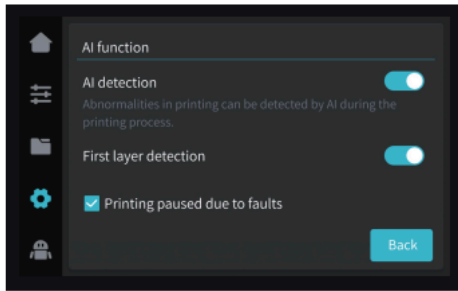 AI function
AI detection
Abnormalities in printing can be detected by AI during the
printing process.
First layer detection
Printing paused due to faults
Back